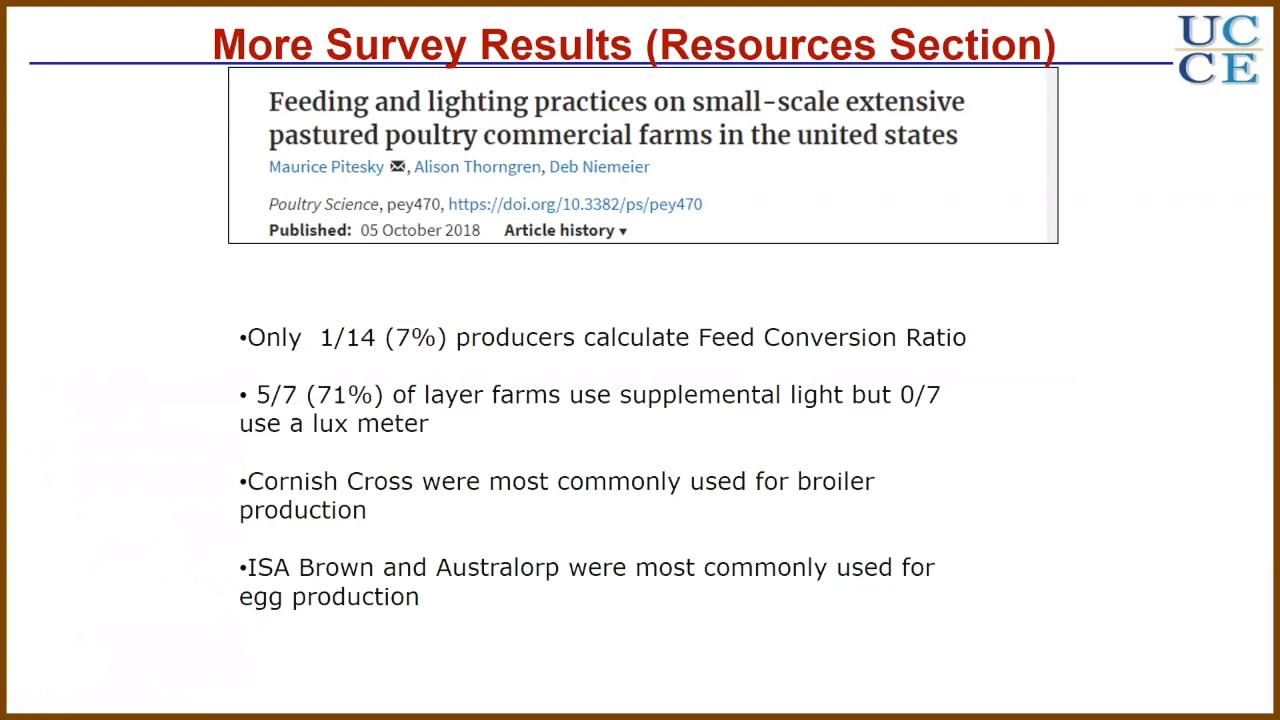 More Survey Results (Resources Section)
UC
CE
Feeding and lighting practices on small-scale extensive
pastured poultry commercial farms in the united states
Maurice Pitesky ✉, Alison Thorngren, Deb Niemeier
Poultry Science, pey470, https://doi.org/10.3382/ps/pey470
Published: 05 October 2018 Article history ▾
•Only 1/14 (7%) producers calculate Feed Conversion Ratio
• 5/7 (71%) of layer farms use supplemental light but 0/7
use a lux meter
•Cornish Cross were most commonly used for broiler
production
•ISA Brown and Australorp were most commonly used for
egg production